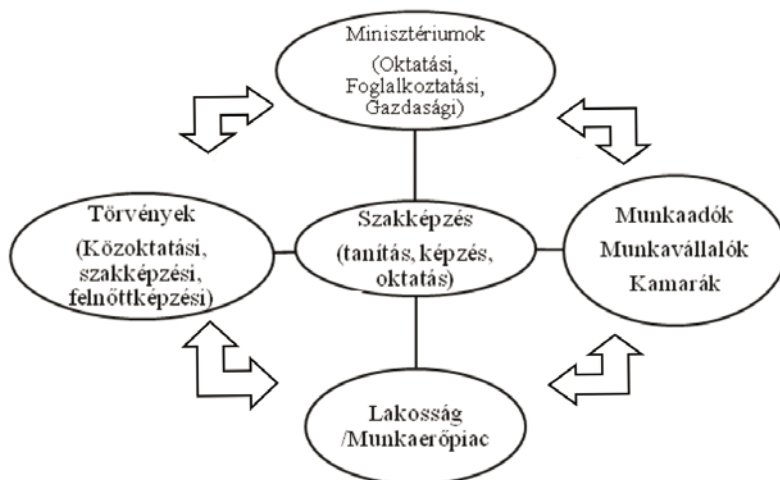 Minisztériumok
(Oktatási,
Foglalkoztatási,
Gazdasági)
Törvények
(Közoktatási,
szakképzési,
felnőttképzési)
Szakképzés
(tanítás, képzés,
oktatás)
Munkaadók
Munkavállalók
Kamarák
Lakosság
/Munkaerőpiac